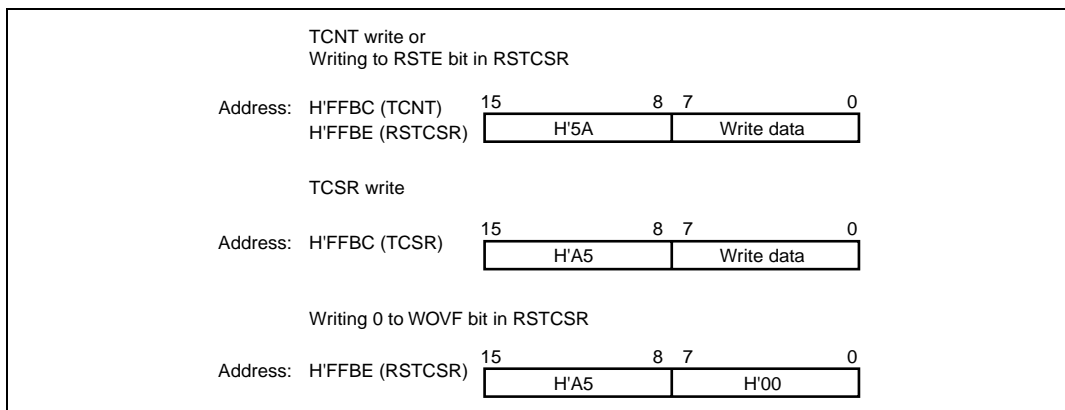 TCNT write or
Writing to RSTE bit in RSTCSR
Address: H'FFBC (TCNT) 15 8 7 0
H'FFBE (RSTCSR) H'5A Write data
TCSR write
15 8 7 0
Address: H'FFBC (TCSR) H'A5 Write data
Writing 0 to WOVF bit in RSTCSR
15 8 7 0
Address: H'FFBE (RSTCSR) H'A5 H'00